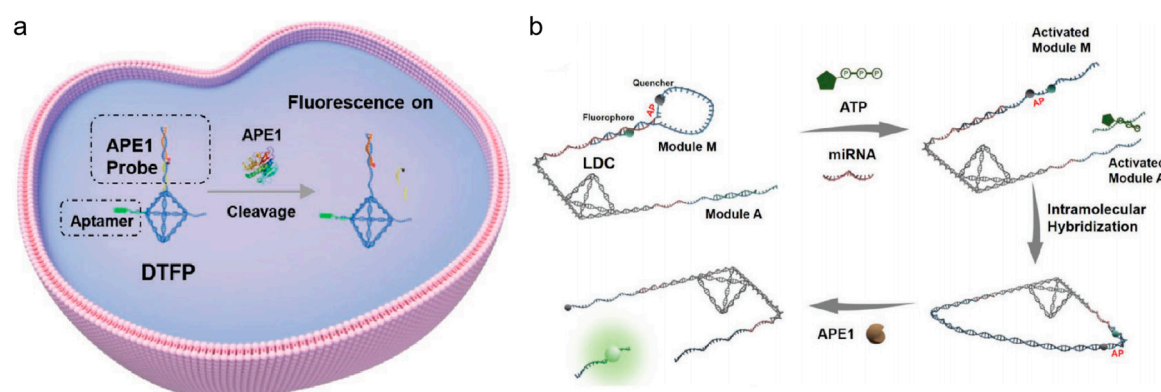 a
b
Fluorescence on
APE1
Probe
APE1
Cleavage
Aptamer
DTFP
Quencher
Fluorophore
AP
Module M
LDC
Module A
ATP
P P P
miRNA
Activated
Module M
AP
Activated
Module A
Intramolecular
Hybridization
AP
APE1